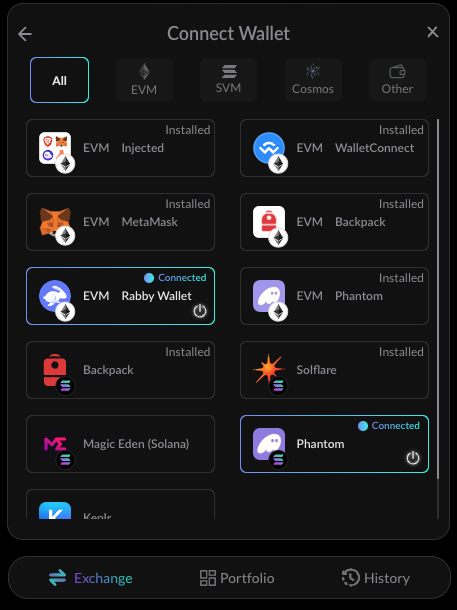 Connect Wallet
All
EVM
SVM
Cosmos
Other
Installed
EVM Injected
Installed
EVM WalletConnect
Installed
EVM MetaMask
Installed
EVM Backpack
Connected
EVM Rabby Wallet
Installed
EVM Phantom
Installed
Backpack
Installed
Solflare
ME
Magic Eden (Solana)
Connected
Phantom
K
Keplr
Exchange
Portfolio
History